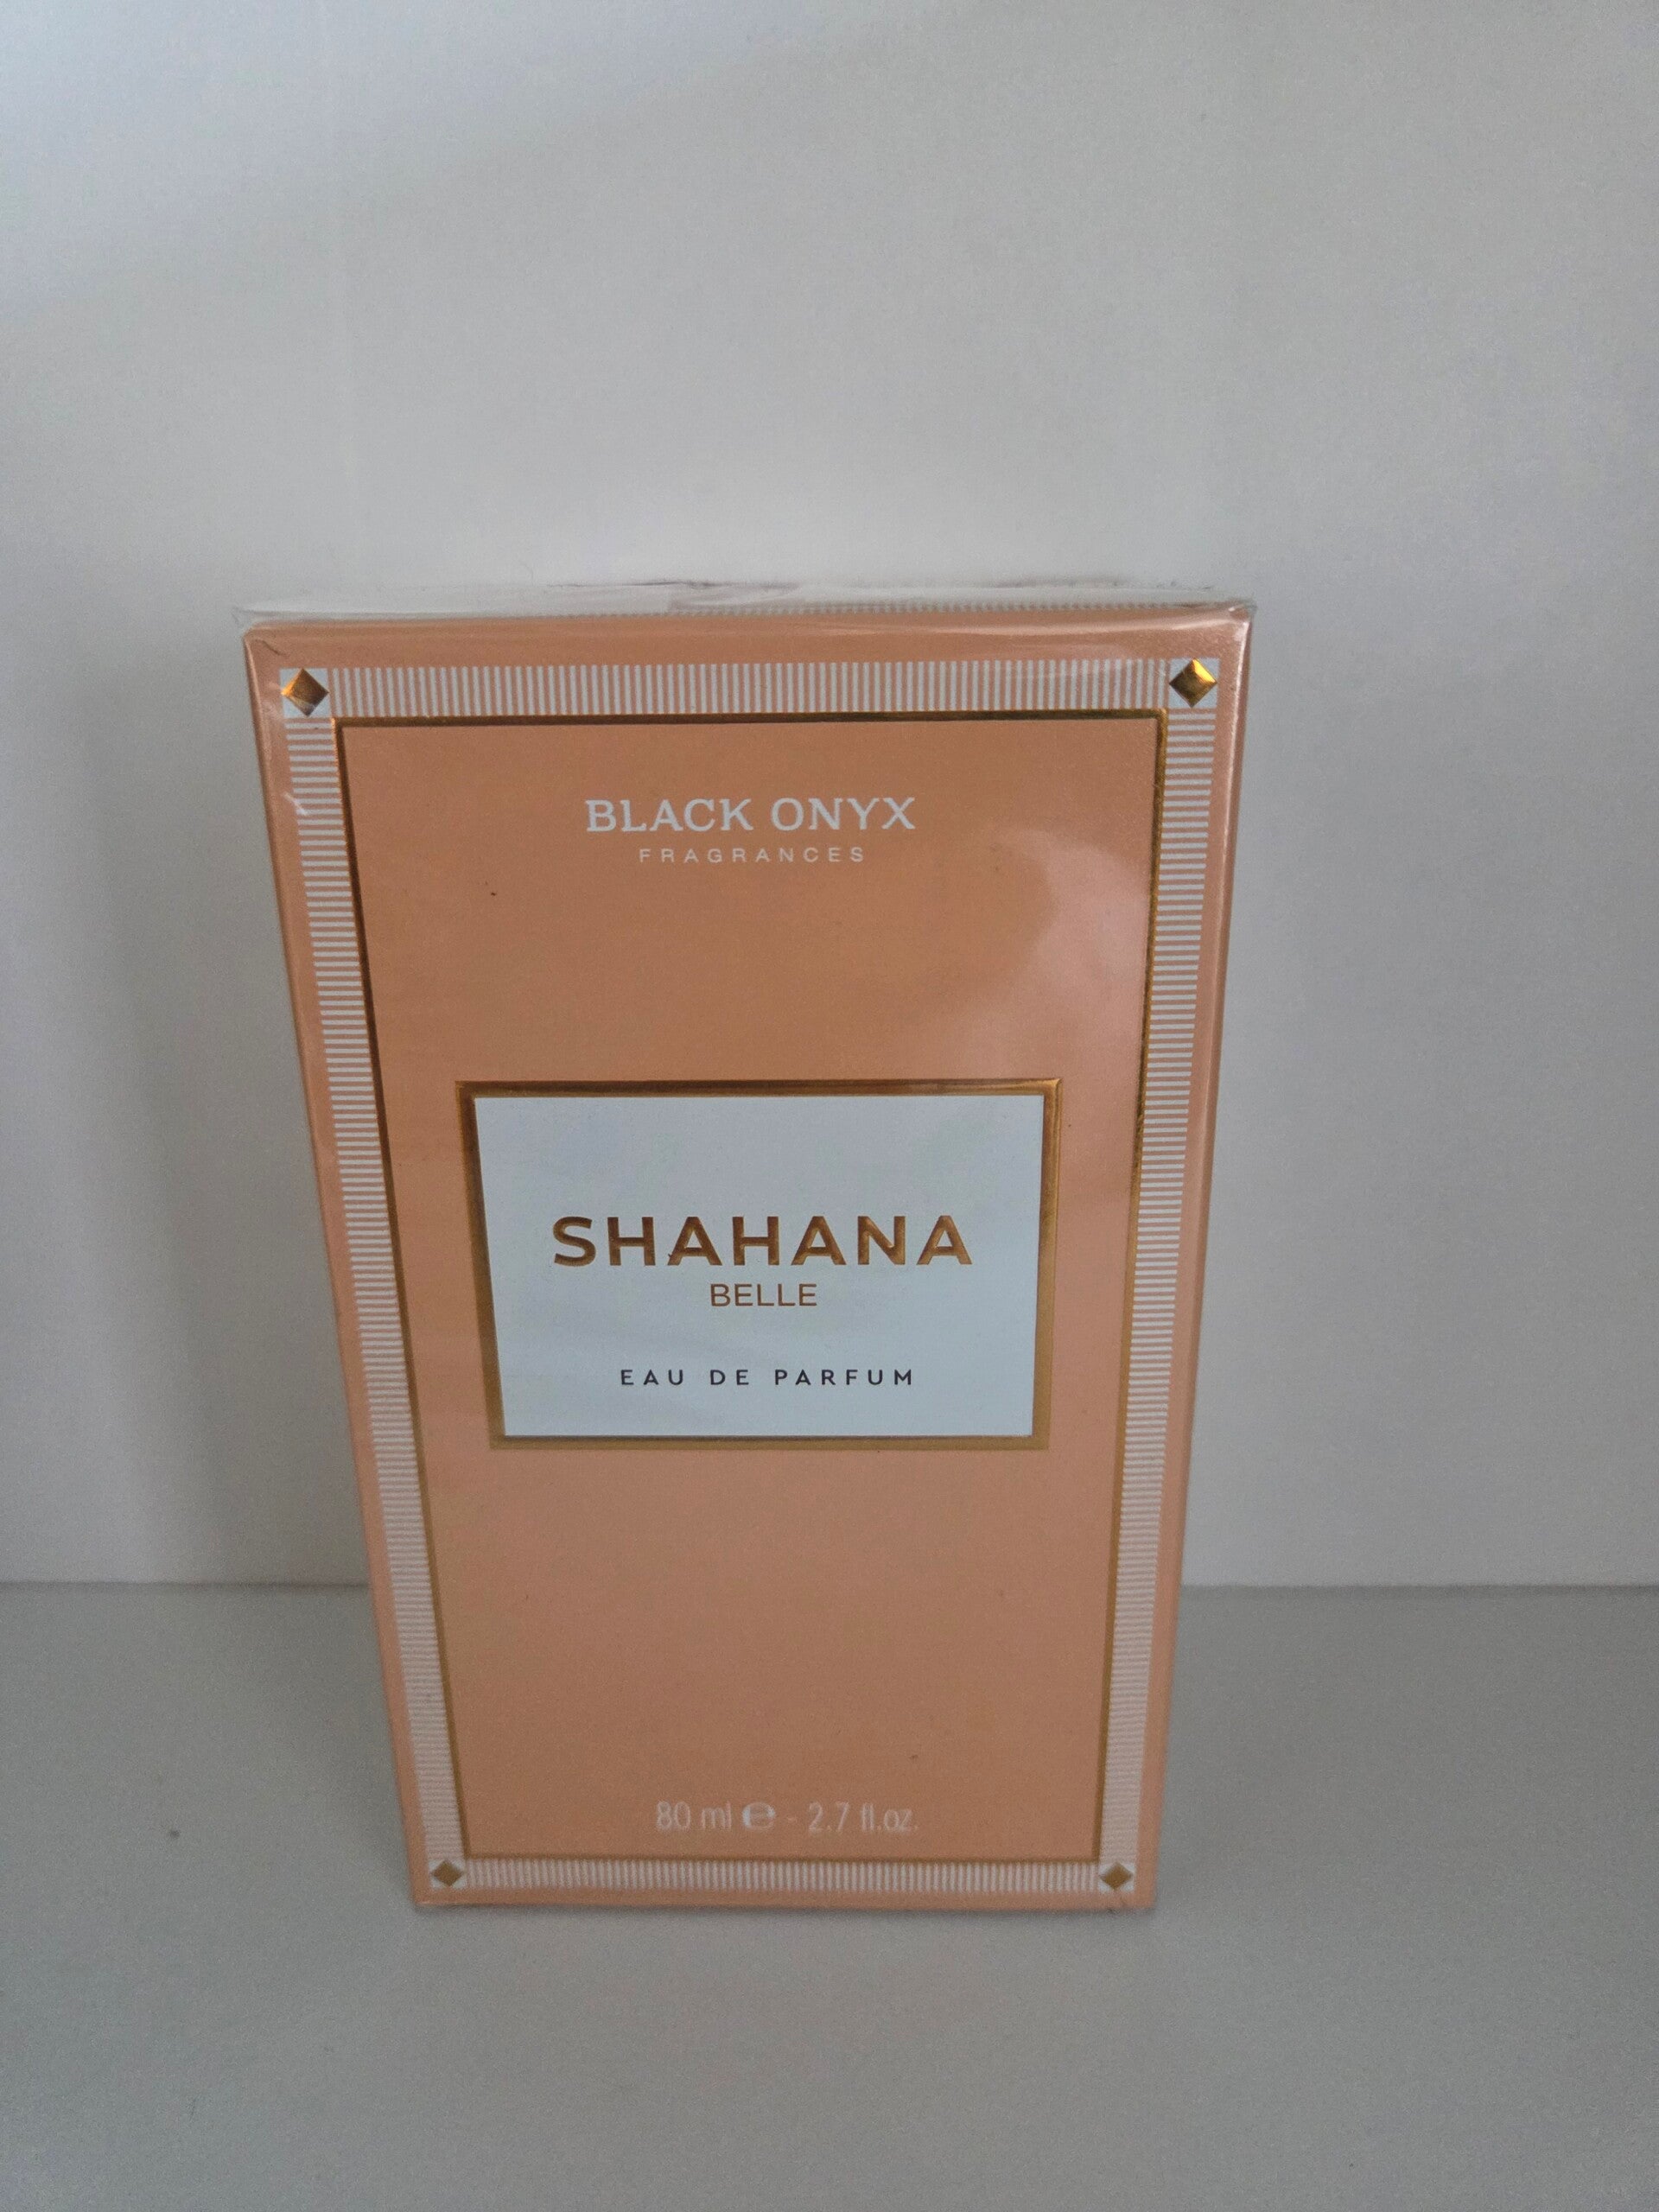 BLACK ONYX
FRAGRANCES
SHAHANA
BELLE
EAU DE PARFUM
80 ml ℮ - 2.7 fl.oz.